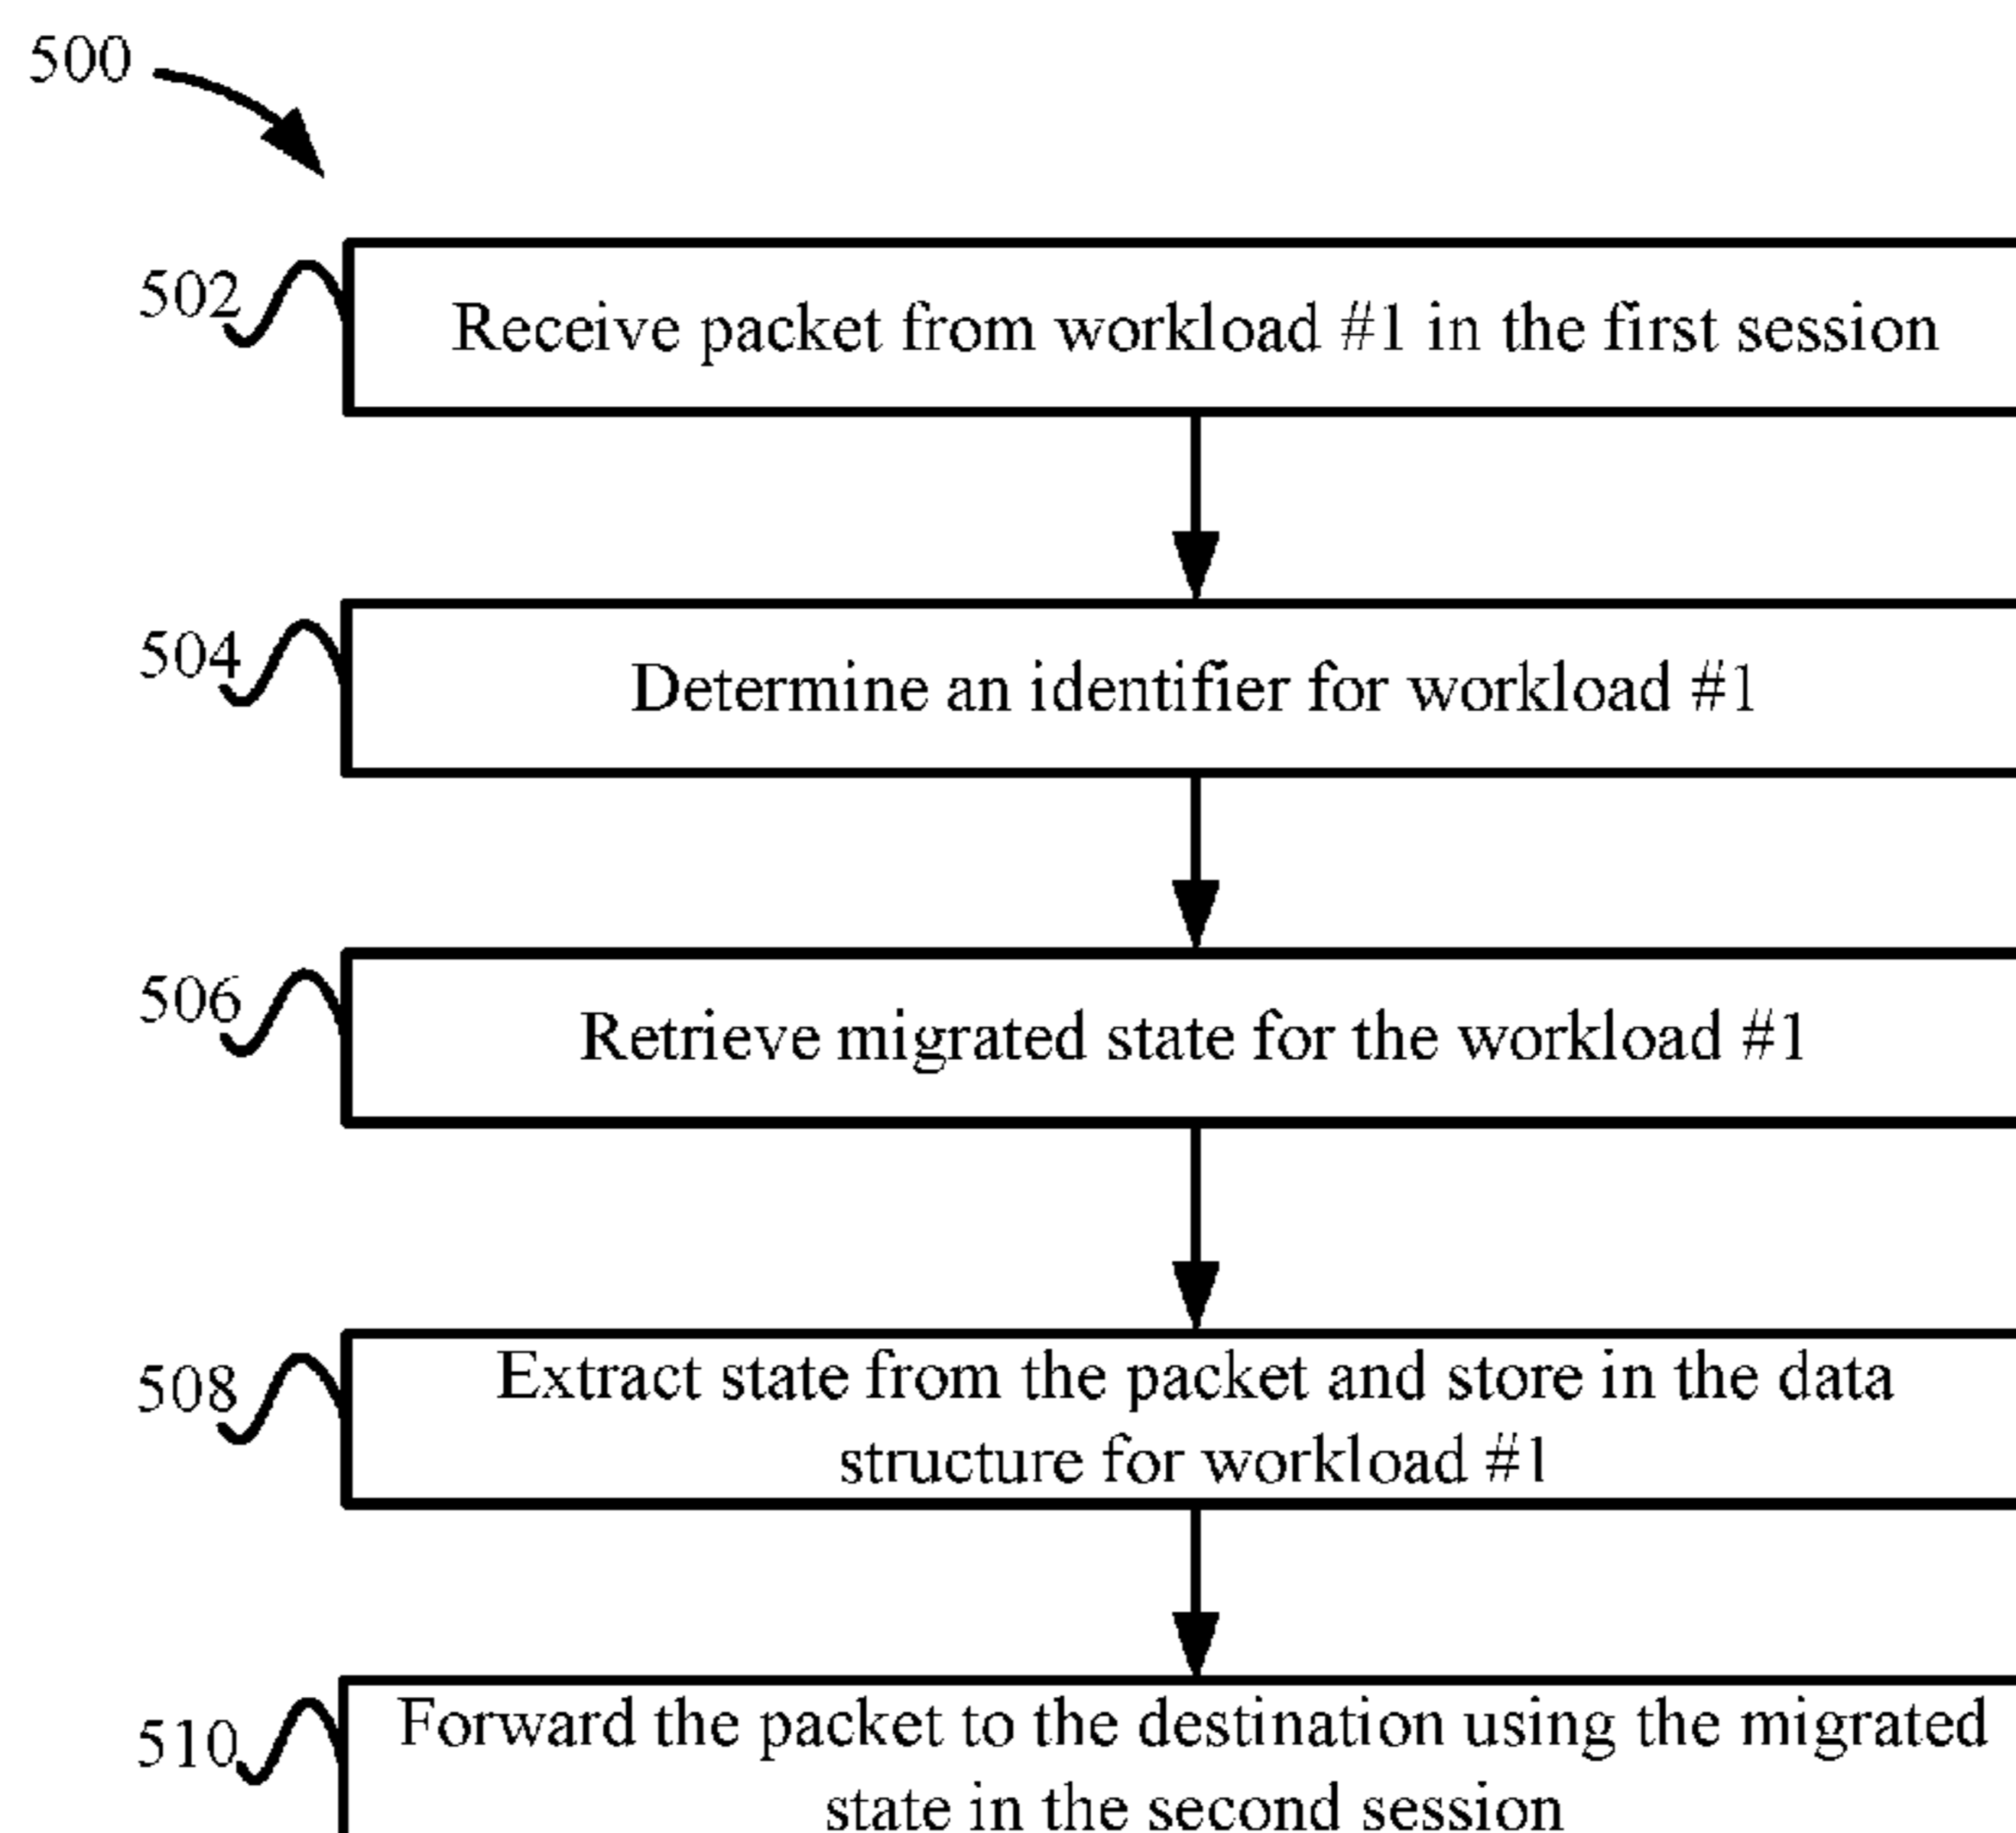 500
502
Receive packet from workload #1 in the first session
504
Determine an identifier for workload #1
506
Retrieve migrated state for the workload #1
508
Extract state from the packet and store in the data
structure for workload #1
510
Forward the packet to the destination using the migrated
state in the second session